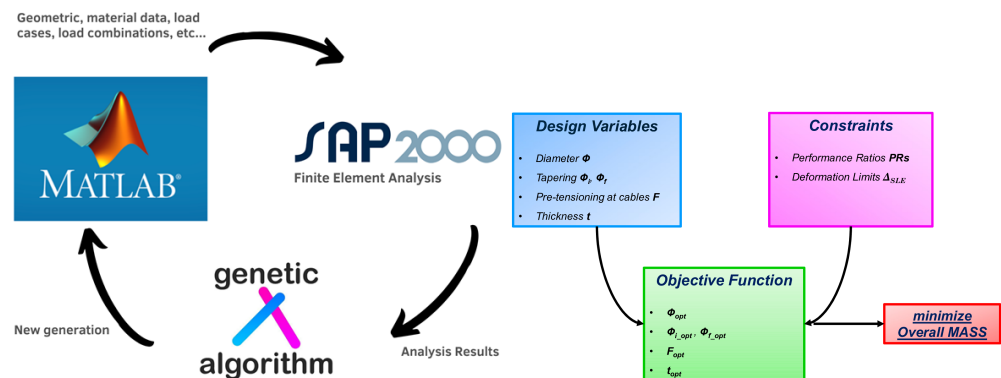 Geometric, material data, load
cases, load combinations, etc...
MATLAB®
SAP2000
Finite Element Analysis
genetic
algorithm
New generation
Analysis Results
Design Variables
• Diameter Φ
• Tapering Φi, Φf
• Pre-tensioning at cables F
• Thickness t
Constraints
• Performance Ratios PRs
• Deformation Limits ΔSLE
Objective Function
• Φopt
• Φi_opt, Φf_opt
• Fopt
• topt
minimize
Overall MASS